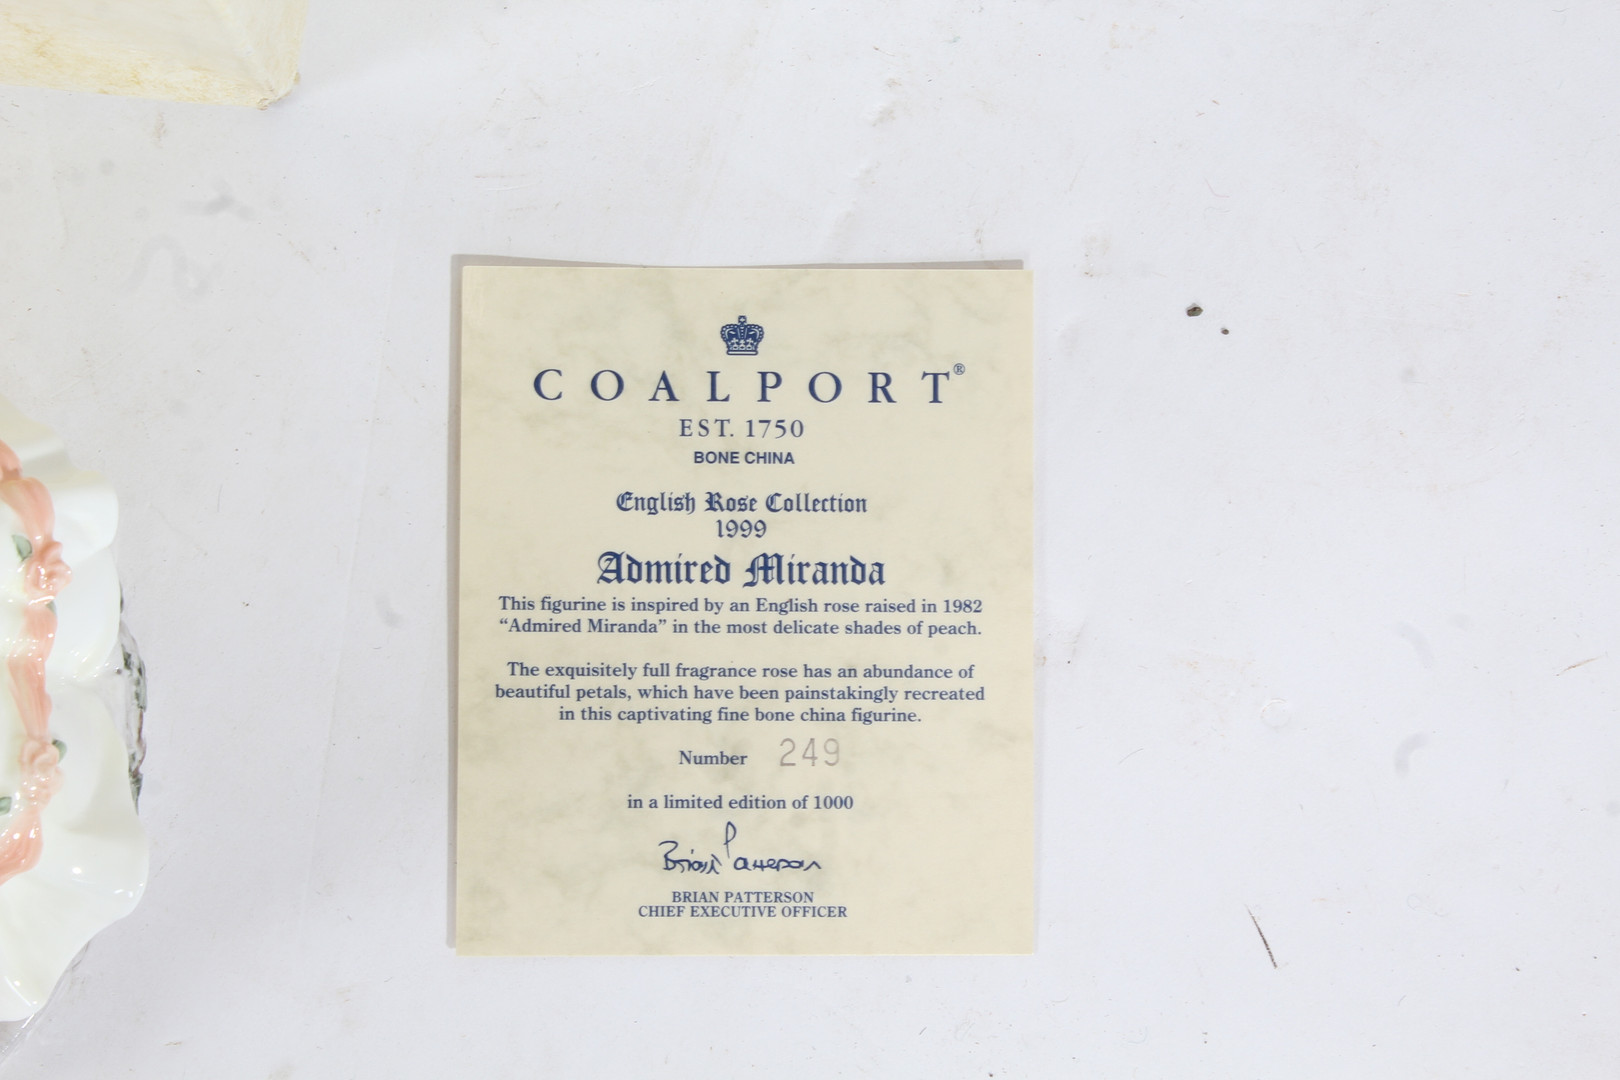 COALPORT®
EST. 1750
BONE CHINA
English Rose Collection
1999
Admired Miranda
This figurine is inspired by an English rose raised in 1982
“Admired Miranda” in the most delicate shades of peach.
The exquisitely full fragrance rose has an abundance of
beautiful petals, which have been painstakingly recreated
in this captivating fine bone china figurine.
Number 249
in a limited edition of 1000
Brian Patterson
BRIAN PATTERSON
CHIEF EXECUTIVE OFFICER